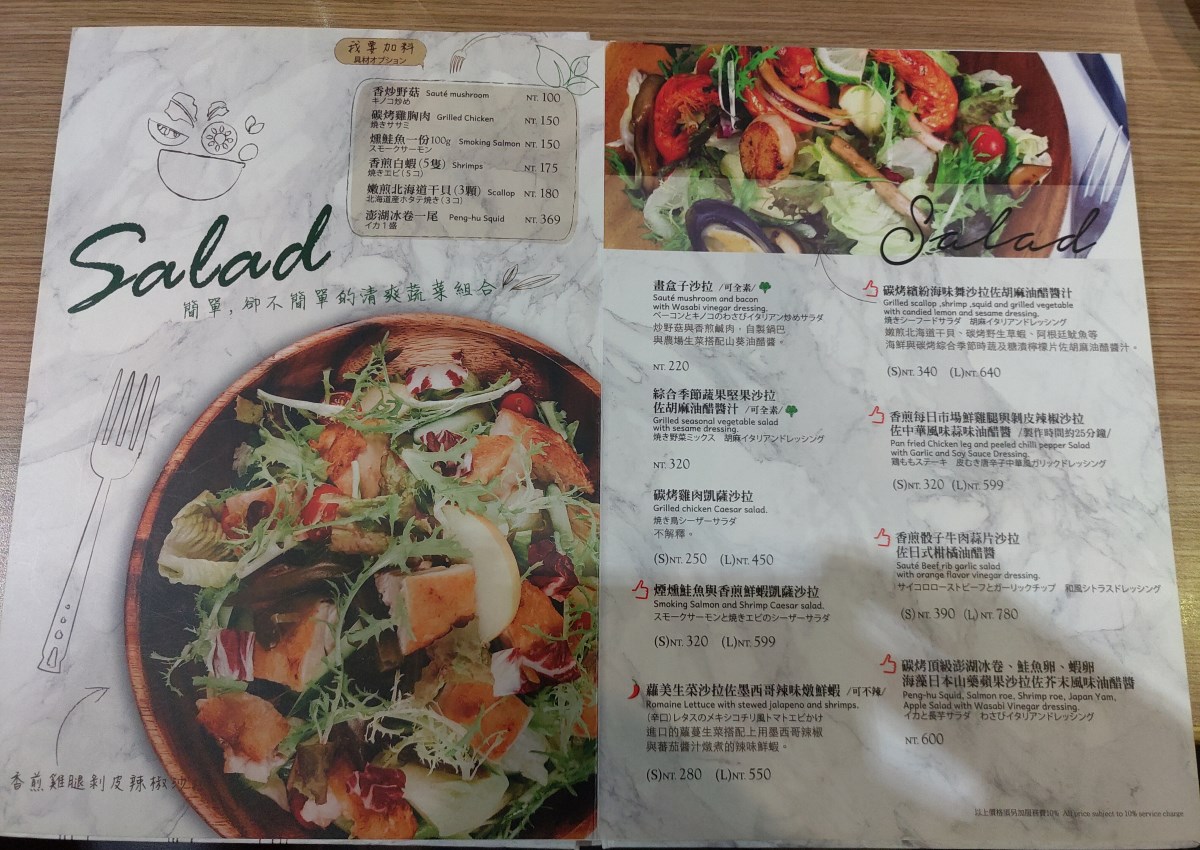 我要加料
具材オプション
香炒野菇 Sauté mushroom NT. 100
キノコ炒め
碳烤雞胸肉 Grilled Chicken NT. 150
焼きササミ
燻鮭魚一份100g Smoking Salmon NT. 150
スモークサーモン
香煎白蝦(5隻) Shrimps NT. 175
焼きエビ(5コ)
嫩煎北海道干貝(3顆) Scallop NT. 180
北海道産ホタテ焼き(3コ)
澎湖冰卷一尾 Peng-hu Squid NT. 369
イカ1盛
Salad
簡單,卻不簡單的清爽蔬菜組合
香煎雞腿剝皮辣椒沙
Salad
畫盒子沙拉 /可全素/
Sauté mushroom and bacon
with Wasabi vinegar dressing.
ベーコンとキノコのわさびイタリアン炒めサラダ
炒野菇與香煎鹹肉,自製鍋巴
與農場生菜搭配山葵油醋醬。
NT. 220
綜合季節蔬果堅果沙拉
佐胡麻油醋醬汁 /可全素/
Grilled seasonal vegetable salad
with sesame dressing.
焼き野菜ミックス 胡麻イタリアンドレッシング
NT. 320
碳烤雞肉凱薩沙拉
Grilled chicken Caesar salad.
焼き鳥シーザーサラダ
不解釋。
(S)NT. 250 (L)NT. 450
煙燻鮭魚與香煎鮮蝦凱薩沙拉
Smoking Salmon and Shrimp Caesar salad.
スモークサーモンと焼きエビのシーザーサラダ
(S)NT. 320 (L)NT. 599
蘿美生菜沙拉佐墨西哥辣味燉鮮蝦 /可不辣/
Romaine Lettuce with stewed jalapeno and shrimps.
(辛口)レタスのメキシコチリ風トマトエビかけ
進口的蘿蔓生菜搭配上用墨西哥辣椒
與蕃茄醬汁燉煮的辣味鮮蝦。
(S)NT. 280 (L)NT. 550
碳烤繽紛海味舞沙拉佐胡麻油醋醬汁
Grilled scallop ,shrimp ,squid and grilled vegetable
with candied lemon and sesame dressing.
焼きシーフードサラダ 胡麻イタリアンドレッシング
嫩煎北海道干貝、碳烤野生草蝦、阿根廷魷魚等
海鮮與碳烤綜合季節時蔬及糖漬檸檬片佐胡麻油醋醬汁。
(S)NT. 340 (L)NT. 640
香煎每日市場鮮雞腿與剝皮辣椒沙拉
佐中華風味蒜味油醋醬 /製作時間約25分鐘/
Pan fried Chicken leg and peeled chilli pepper Salad
with Garlic and Soy Sauce Dressing.
鶏ももステーキ 皮むき唐辛子中華風ガリックドレッシング
(S)NT. 320 (L)NT. 599
香煎骰子牛肉蒜片沙拉
佐日式柑橘油醋醬
Sauté Beef rib garlic salad
with orange flavor vinegar dressing.
サイコロローストビーフとガーリックチップ 和風シトラスドレッシング
(S) NT. 390 (L) NT. 780
碳烤頂級澎湖冰卷、鮭魚卵、蝦卵
海藻日本山藥蘋果沙拉佐芥末風味油醋醬
Peng-hu Squid, Salmon roe, Shrimp roe, Japan Yam,
Apple Salad with Wasabi Vinegar dressing.
イカと長芋サラダ わさびイタリアンドレッシング
NT. 600
以上價格須另加服務費10% All price subject to 10% service charge